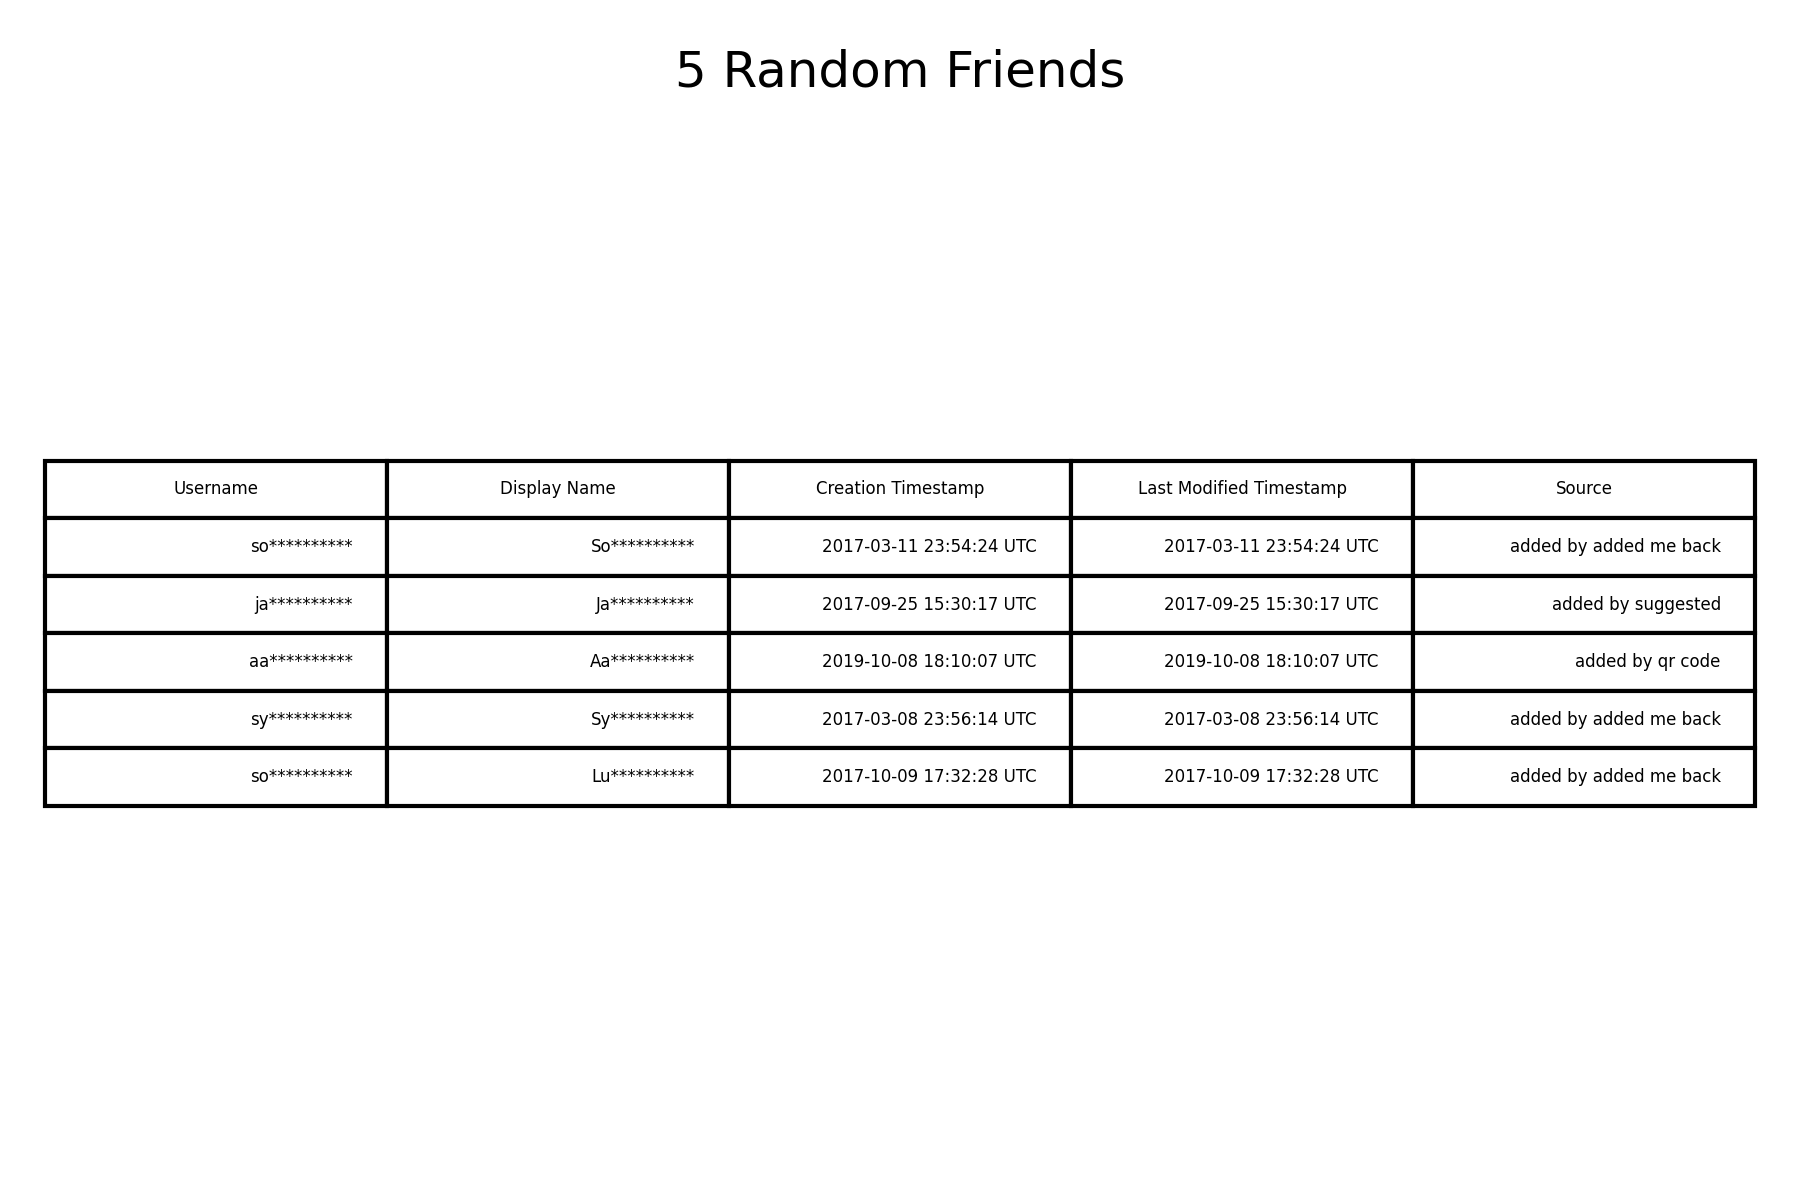 5 Random Friends
Username Display Name Creation Timestamp Last Modified Timestamp Source
so********** So********** 2017-03-11 23:54:24 UTC 2017-03-11 23:54:24 UTC added by added me back
ja********** Ja********** 2017-09-25 15:30:17 UTC 2017-09-25 15:30:17 UTC added by suggested
aa********** Aa********** 2019-10-08 18:10:07 UTC 2019-10-08 18:10:07 UTC added by qr code
sy********** Sy********** 2017-03-08 23:56:14 UTC 2017-03-08 23:56:14 UTC added by added me back
so********** Lu********** 2017-10-09 17:32:28 UTC 2017-10-09 17:32:28 UTC added by added me back